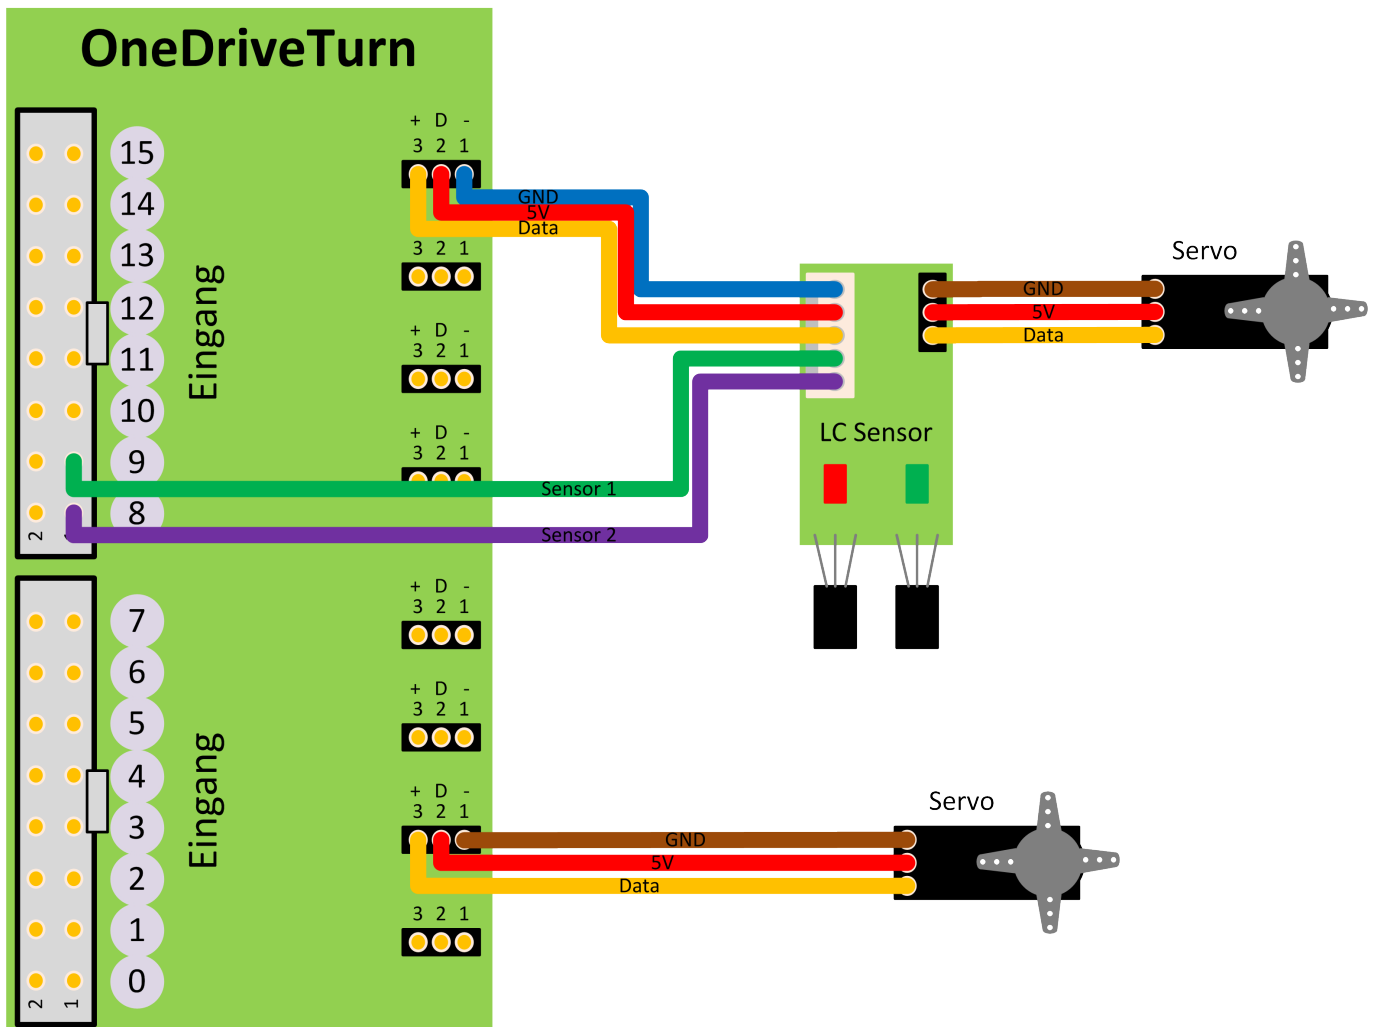 OneDriveTurn
15
14
13
12
11
10
9
8
2
Eingang
+ D -
3 2 1
3 2 1
+ D -
3 2 1
+ D -
3 2 1
GND
5V
Data
Sensor 1
Sensor 2
LC Sensor
GND
5V
Data
Servo
7
6
5
4
3
2
1
0
2 1
Eingang
+ D -
3 2 1
+ D -
3 2 1
+ D -
3 2 1
3 2 1
GND
5V
Data
Servo